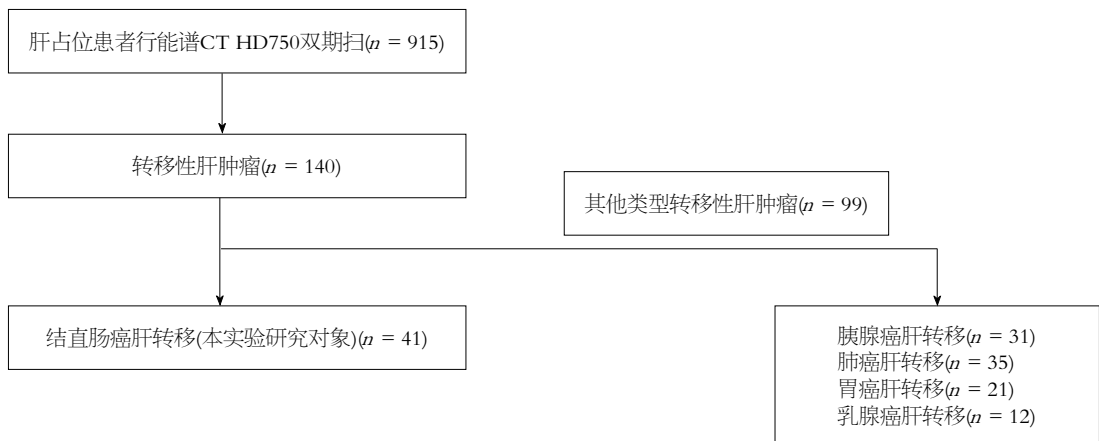 肝占位患者行能谱CT HD750双期扫(n = 915)
转移性肝肿瘤(n = 140)
其他类型转移性肝肿瘤(n = 99)
结直肠癌肝转移(本实验研究对象)(n = 41)
胰腺癌肝转移(n = 31)
肺癌肝转移(n = 35)
胃癌肝转移(n = 21)
乳腺癌肝转移(n = 12)